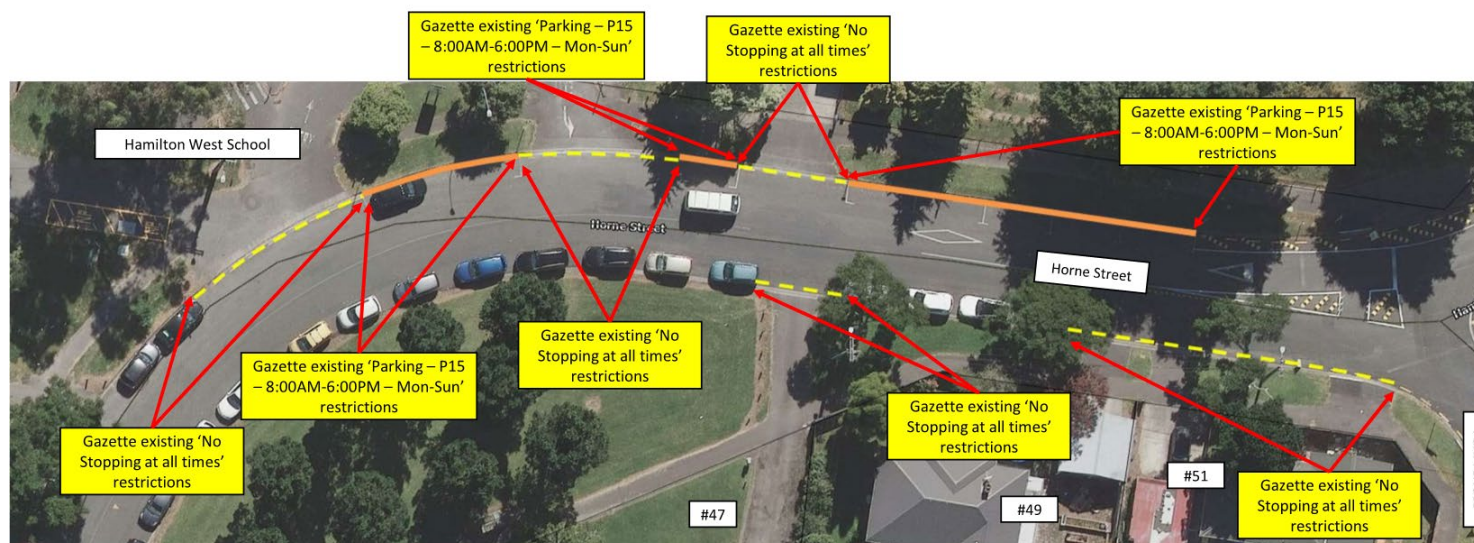 Gazette existing ‘Parking – P15
– 8:00AM-6:00PM – Mon-Sun’
restrictions
Gazette existing ‘No
Stopping at all times’
restrictions
Gazette existing ‘Parking – P15
– 8:00AM-6:00PM – Mon-Sun’
restrictions
Hamilton West School
Horne Street
Horne Street
Gazette existing ‘No
Stopping at all times’
restrictions
Gazette existing ‘Parking – P15
– 8:00AM-6:00PM – Mon-Sun’
restrictions
Gazette existing ‘No
Stopping at all times’
restrictions
Gazette existing ‘No
Stopping at all times’
restrictions
Gazette existing ‘No
Stopping at all times’
restrictions
#47
#49
#51